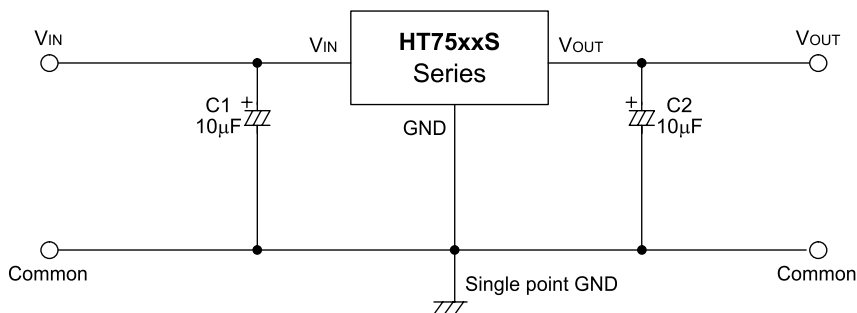 VIN
VIN
HT75xxS
Series
VOUT
VOUT
C1
10μF
+
GND
+
C2
10μF
Common
Single point GND
Common